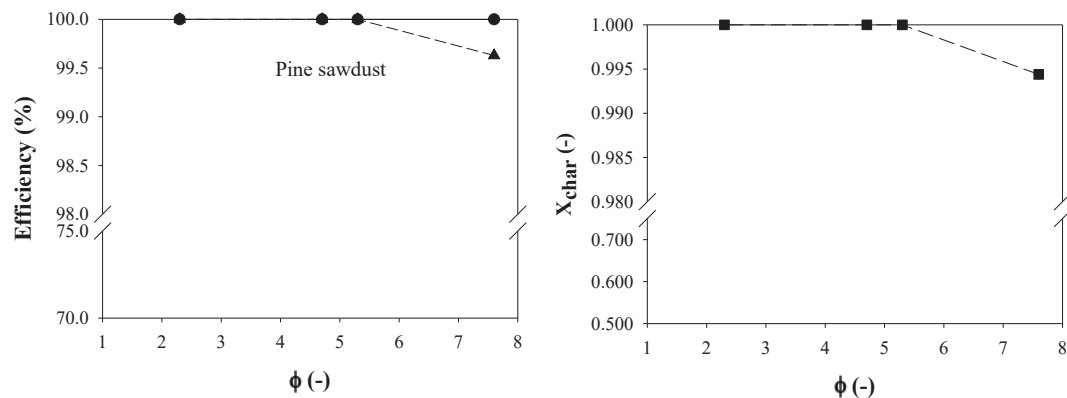 100.0
99.5
99.0
98.5
98.0
75.0
70.0
Efficiency (%)
Pine sawdust
1 2 3 4 5 6 7 8
ϕ (-)
1.000
0.995
0.990
0.985
0.980
0.700
0.600
0.500
Xchar (-)
1 2 3 4 5 6 7 8
ϕ (-)